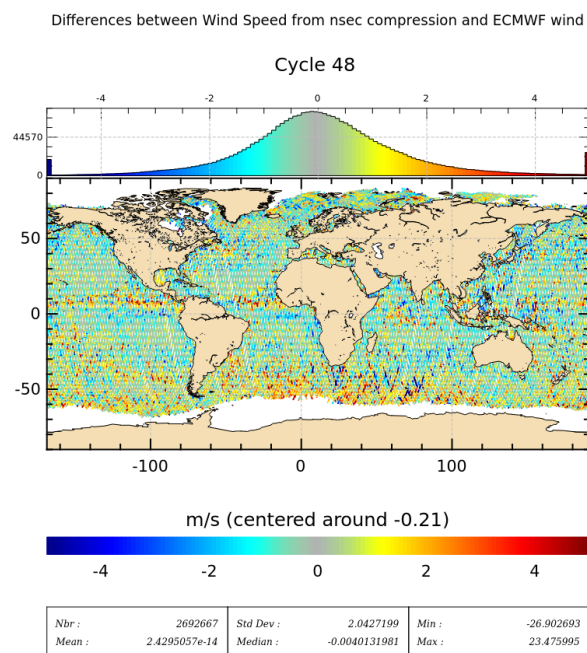 Differences between Wind Speed from nsec compression and ECMWF wind
Cycle 48
-4 -2 0 2 4
44570
0
50
0
-50
-100 0 100
m/s (centered around -0.21)
-4 -2 0 2 4
Nbr : 2692667 Std Dev : 2.0427199 Min : -26.902693
Mean : 2.4295057e-14 Median : -0.0040131981 Max : 23.475995